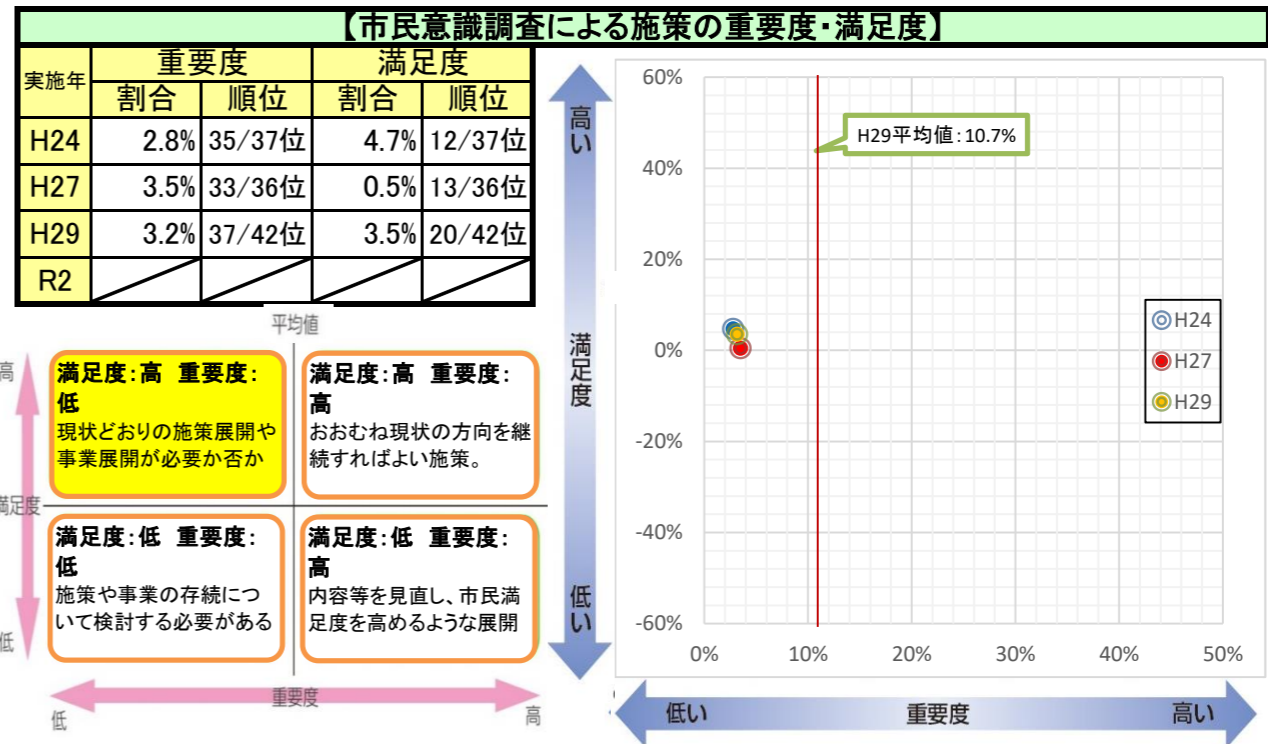 【市民意識調査による施策の重要度・満足度】
実施年 重要度 満足度
割合 順位 割合 順位
H24 2.8% 35/37位 4.7% 12/37位
H27 3.5% 33/36位 0.5% 13/36位
H29 3.2% 37/42位 3.5% 20/42位
R2
平均値
高
満足度:高 重要度:
低
現状どおりの施策展開や
事業展開が必要か否か
満足度:高 重要度:
高
おおむね現状の方向を継
続すればよい施策。
満足度
満足度:低 重要度:
低
施策や事業の存続につ
いて検討する必要がある
満足度:低 重要度:
高
内容等を見直し、市民満
足度を高めるような展開
低
重要度
低
高
高い
満足度
低い
60%
40%
20%
0%
-20%
-40%
-60%
H29平均値:10.7%
H24
H27
H29
0% 10% 20% 30% 40% 50%
低い 重要度 高い